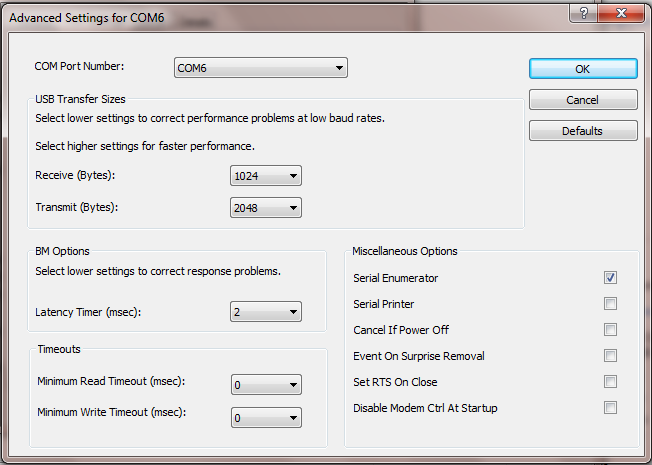 Advanced Settings for COM6
COM Port Number: COM6
OK
Cancel
Defaults
USB Transfer Sizes
Select lower settings to correct performance problems at low baud rates.
Select higher settings for faster performance.
Receive (Bytes): 1024
Transmit (Bytes): 2048
BM Options
Select lower settings to correct response problems.
Latency Timer (msec): 2
Timeouts
Minimum Read Timeout (msec): 0
Minimum Write Timeout (msec): 0
Miscellaneous Options
Serial Enumerator
Serial Printer
Cancel If Power Off
Event On Surprise Removal
Set RTS On Close
Disable Modem Ctrl At Startup